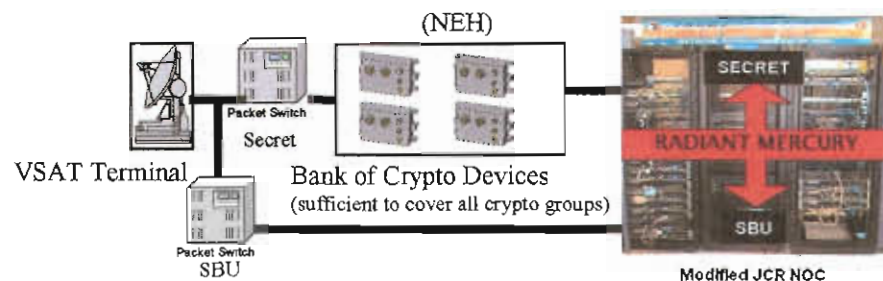 (NEH)
SECRET
Packet Switch
Secret
RADIANT MERCURY
VSAT Terminal
Bank of Crypto Devices
(sufficient to cover all crypto groups)
SBU
Packet Switch
SBU
Modified JCR NOC